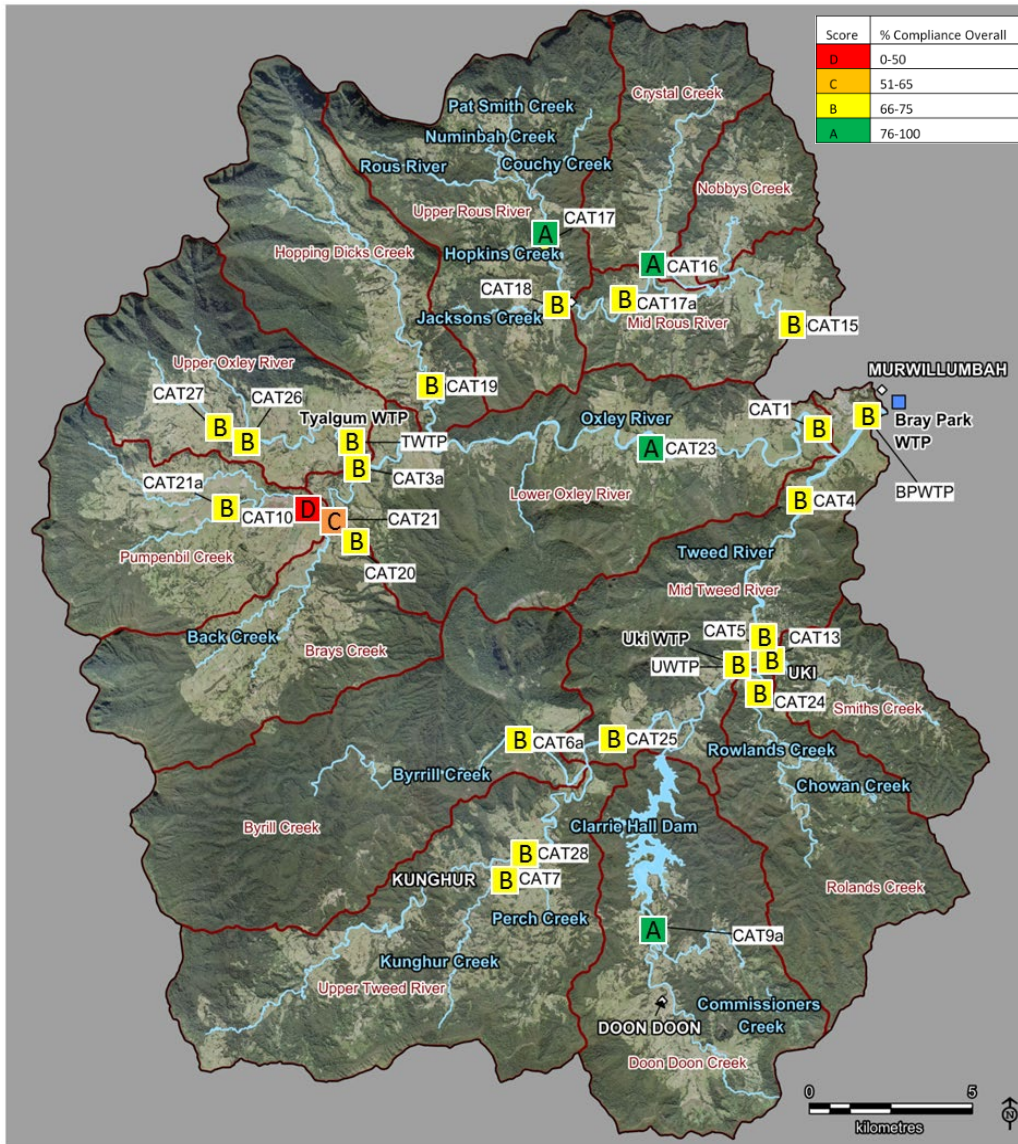 Score % Compliance Overall
D 0-50
C 51-65
B 66-75
A 76-100
Crystal Creek
Pat Smith Creek
Numinbah Creek
Couchy Creek
Rous River
Nobbys Creek
Upper Rous River
CAT17
A
Hopping Dicks Creek
Hopkins Creek
A
CAT16
CAT18
B
B
CAT17a
Jacksons Creek
Mid Rous River
B
CAT15
Upper Oxley River
B
CAT19
MURWILLUMBAH
CAT27
CAT26
Tyalgum WTP
Oxley River
CAT1
Bray Park
WTP
B
B
B
TWTP
A
CAT23
B
B
B
CAT3a
BPWTP
CAT21a
Lower Oxley River
B
CAT4
B
CAT10
D
C
CAT21
B
CAT20
Pumpenbil Creek
Tweed River
Mid Tweed River
Back Creek
Brays Creek
CAT5
B
CAT13
Uki WTP
UWTP
B
B
UKI
B
CAT24
Smiths Creek
B
CAT6a
B
CAT25
Rowlands Creek
Byrrill Creek
Chowan Creek
Byrill Creek
Clarrie Hall Dam
B
CAT28
KUNGHUR
B
CAT7
Rolands Creek
Perch Creek
A
CAT9a
Kunghur Creek
Upper Tweed River
Commissioners
Creek
DOON DOON
Doon Doon Creek
0 5
kilometres
N